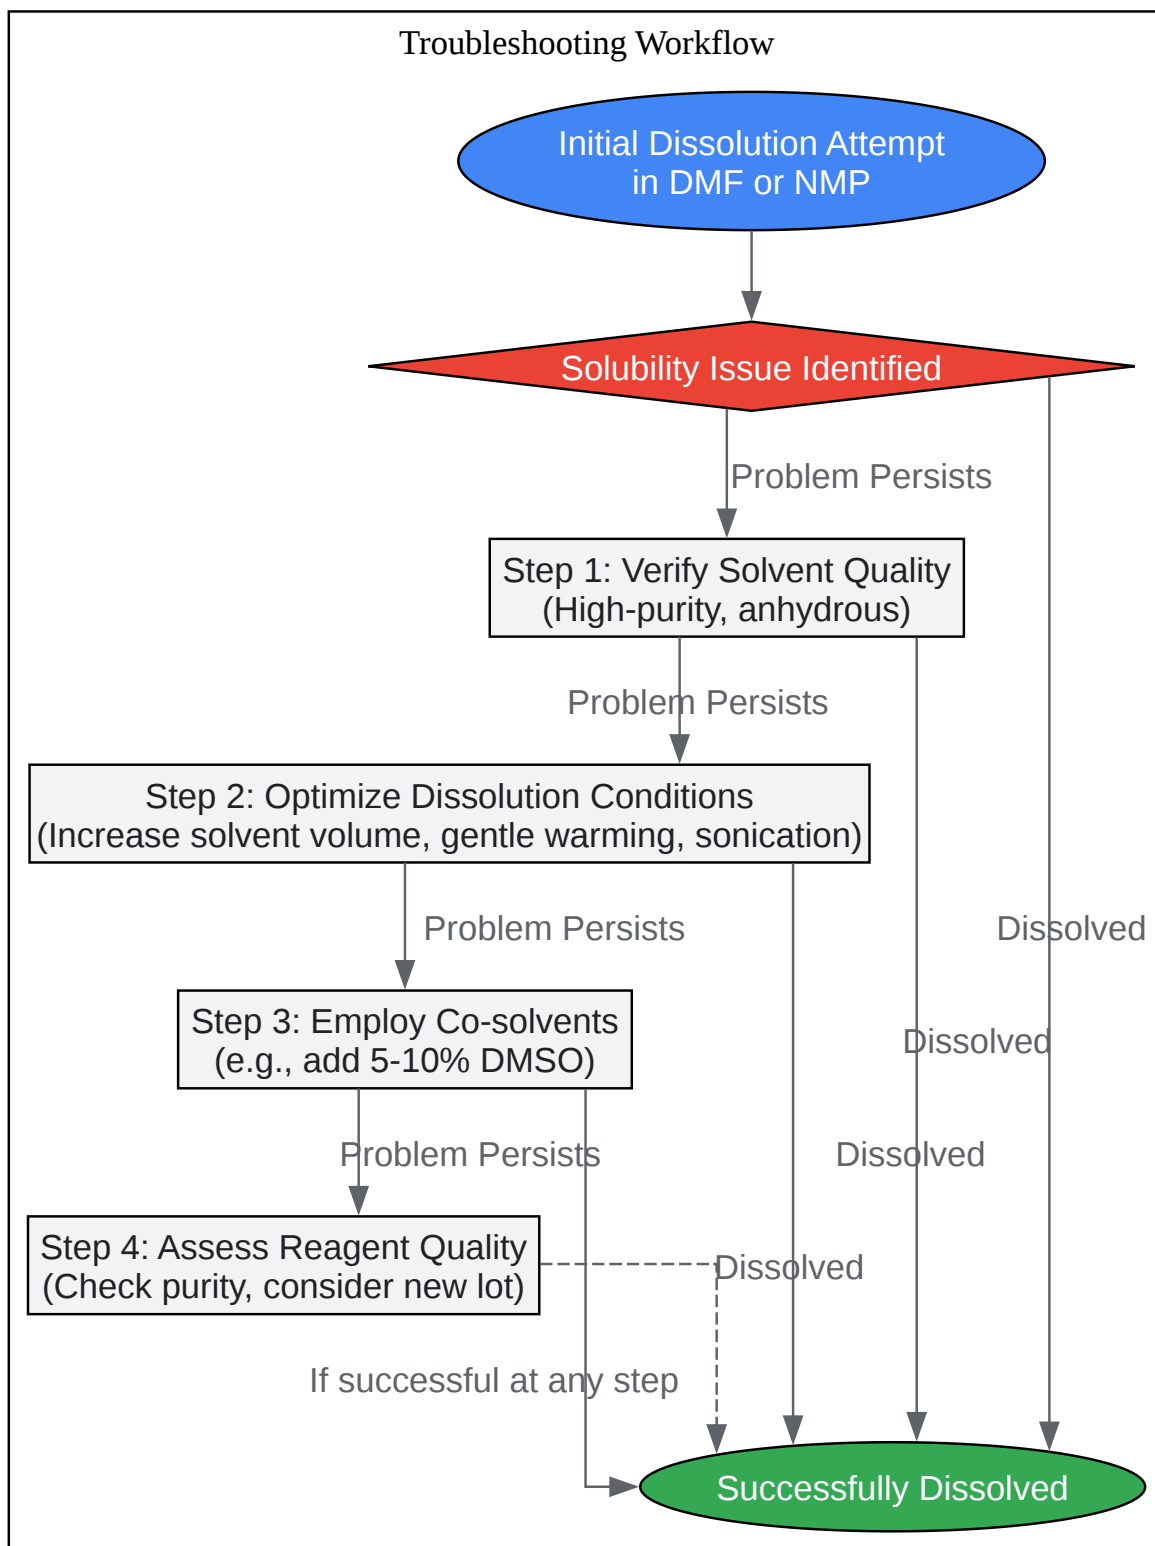 Troubleshooting Workflow
Initial Dissolution Attempt
in DMF or NMP
Solubility Issue Identified
Problem Persists
Step 1: Verify Solvent Quality
(High-purity, anhydrous)
Problem Persists
Step 2: Optimize Dissolution Conditions
(Increase solvent volume, gentle warming, sonication)
Problem Persists
Dissolved
Step 3: Employ Co-solvents
(e.g., add 5-10% DMSO)
Dissolved
Problem Persists
Dissolved
Step 4: Assess Reagent Quality
(Check purity, consider new lot)
Dissolved
If successful at any step
Successfully Dissolved